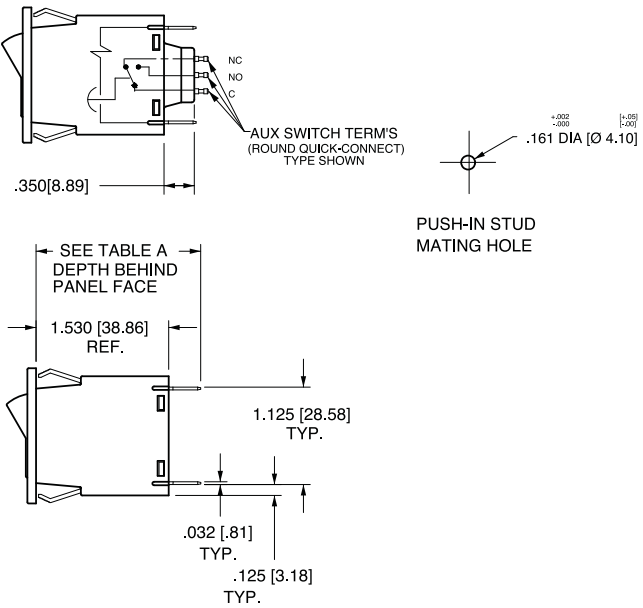 NC
NO
C
AUX SWITCH TERM'S
(ROUND QUICK-CONNECT)
TYPE SHOWN
.350[8.89]
+.002 [+.05]
-.000 [-.00]
.161 DIA [Ø 4.10]
PUSH-IN STUD
MATING HOLE
SEE TABLE A
DEPTH BEHIND
PANEL FACE
1.530 [38.86]
REF.
1.125 [28.58]
TYP.
.032 [.81]
TYP.
.125 [3.18]
TYP.